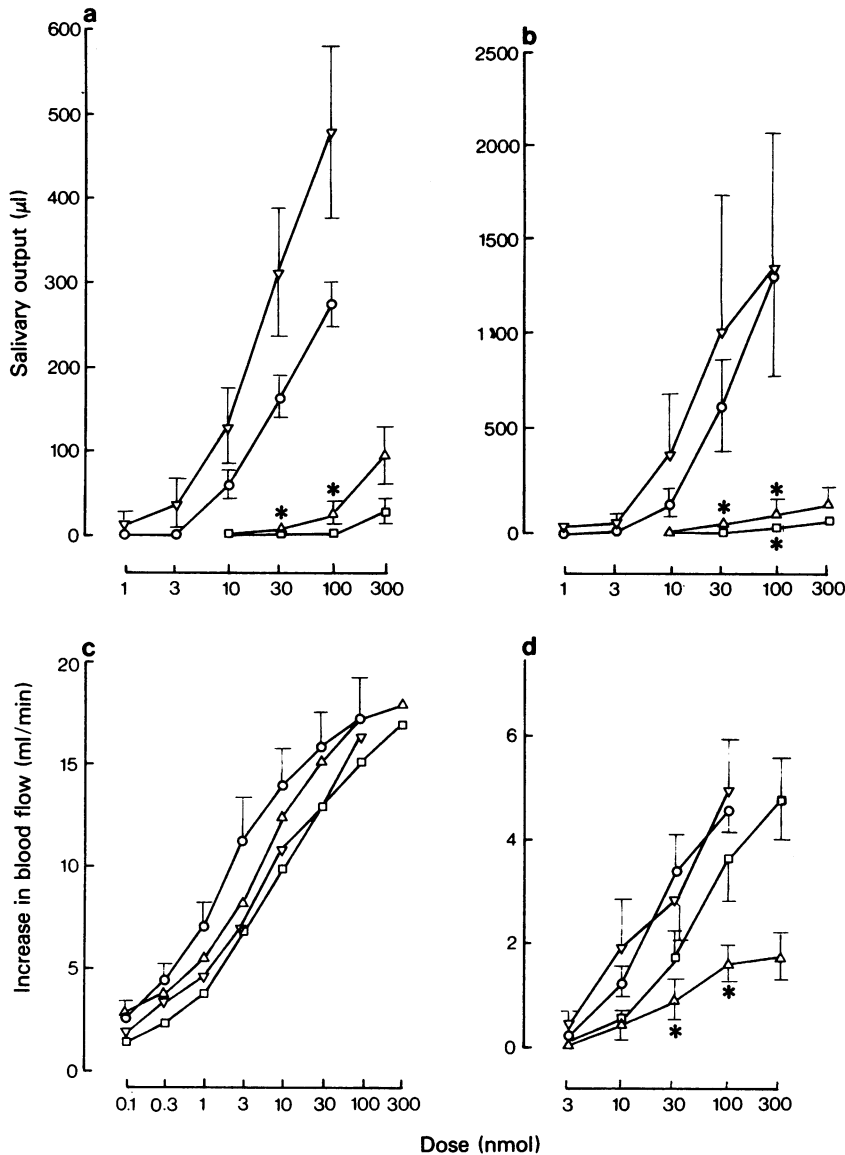 a
600
500
400
300
200
100
0
1 3 10 30 100 300
Salivary output (µl)
b
2500
2000
1500
1100
500
0
1 3 10 30 100 300
* * * * *
c
20
15
10
5
0
0.1 0.3 1 3 10 30 100 300
Increase in blood flow (ml/min)
d
6
4
2
0
3 10 30 100 300
* *
Dose (nmol)